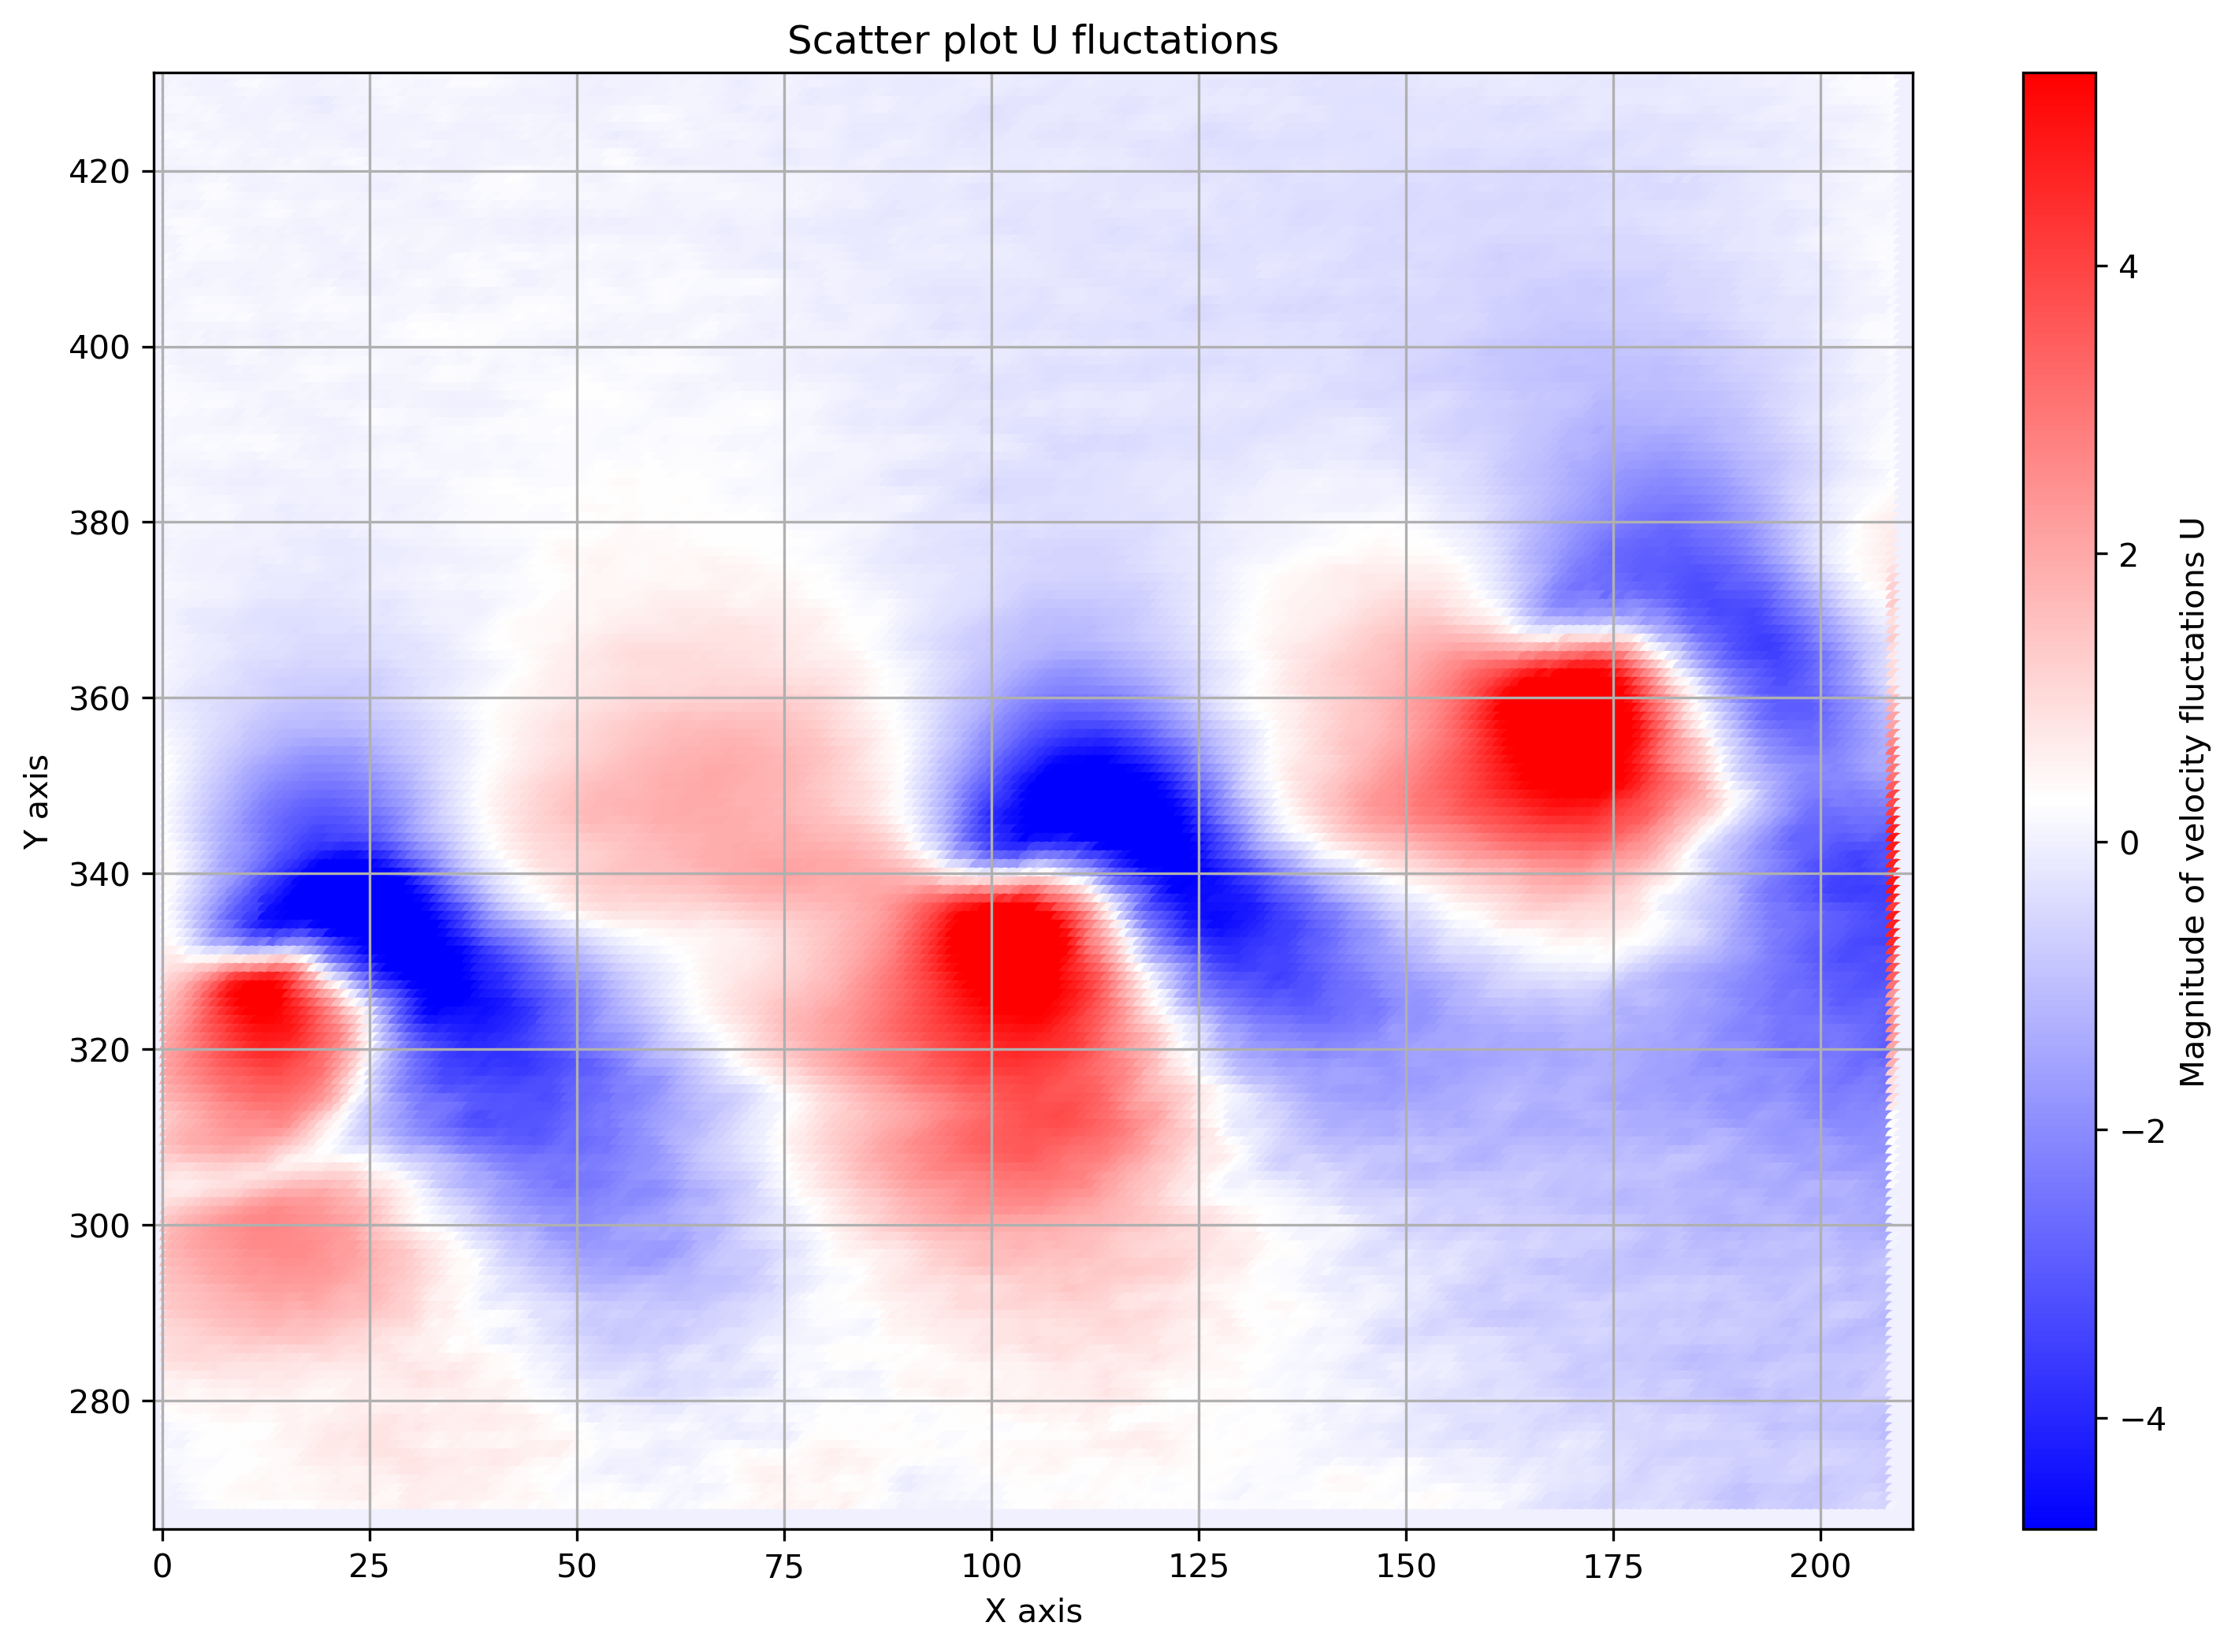 Scatter plot U fluctations
420
400
380
360
340
320
300
280
Y axis
0 25 50 75 100 125 150 175 200
X axis
4
2
0
−2
−4
Magnitude of velocity fluctations U